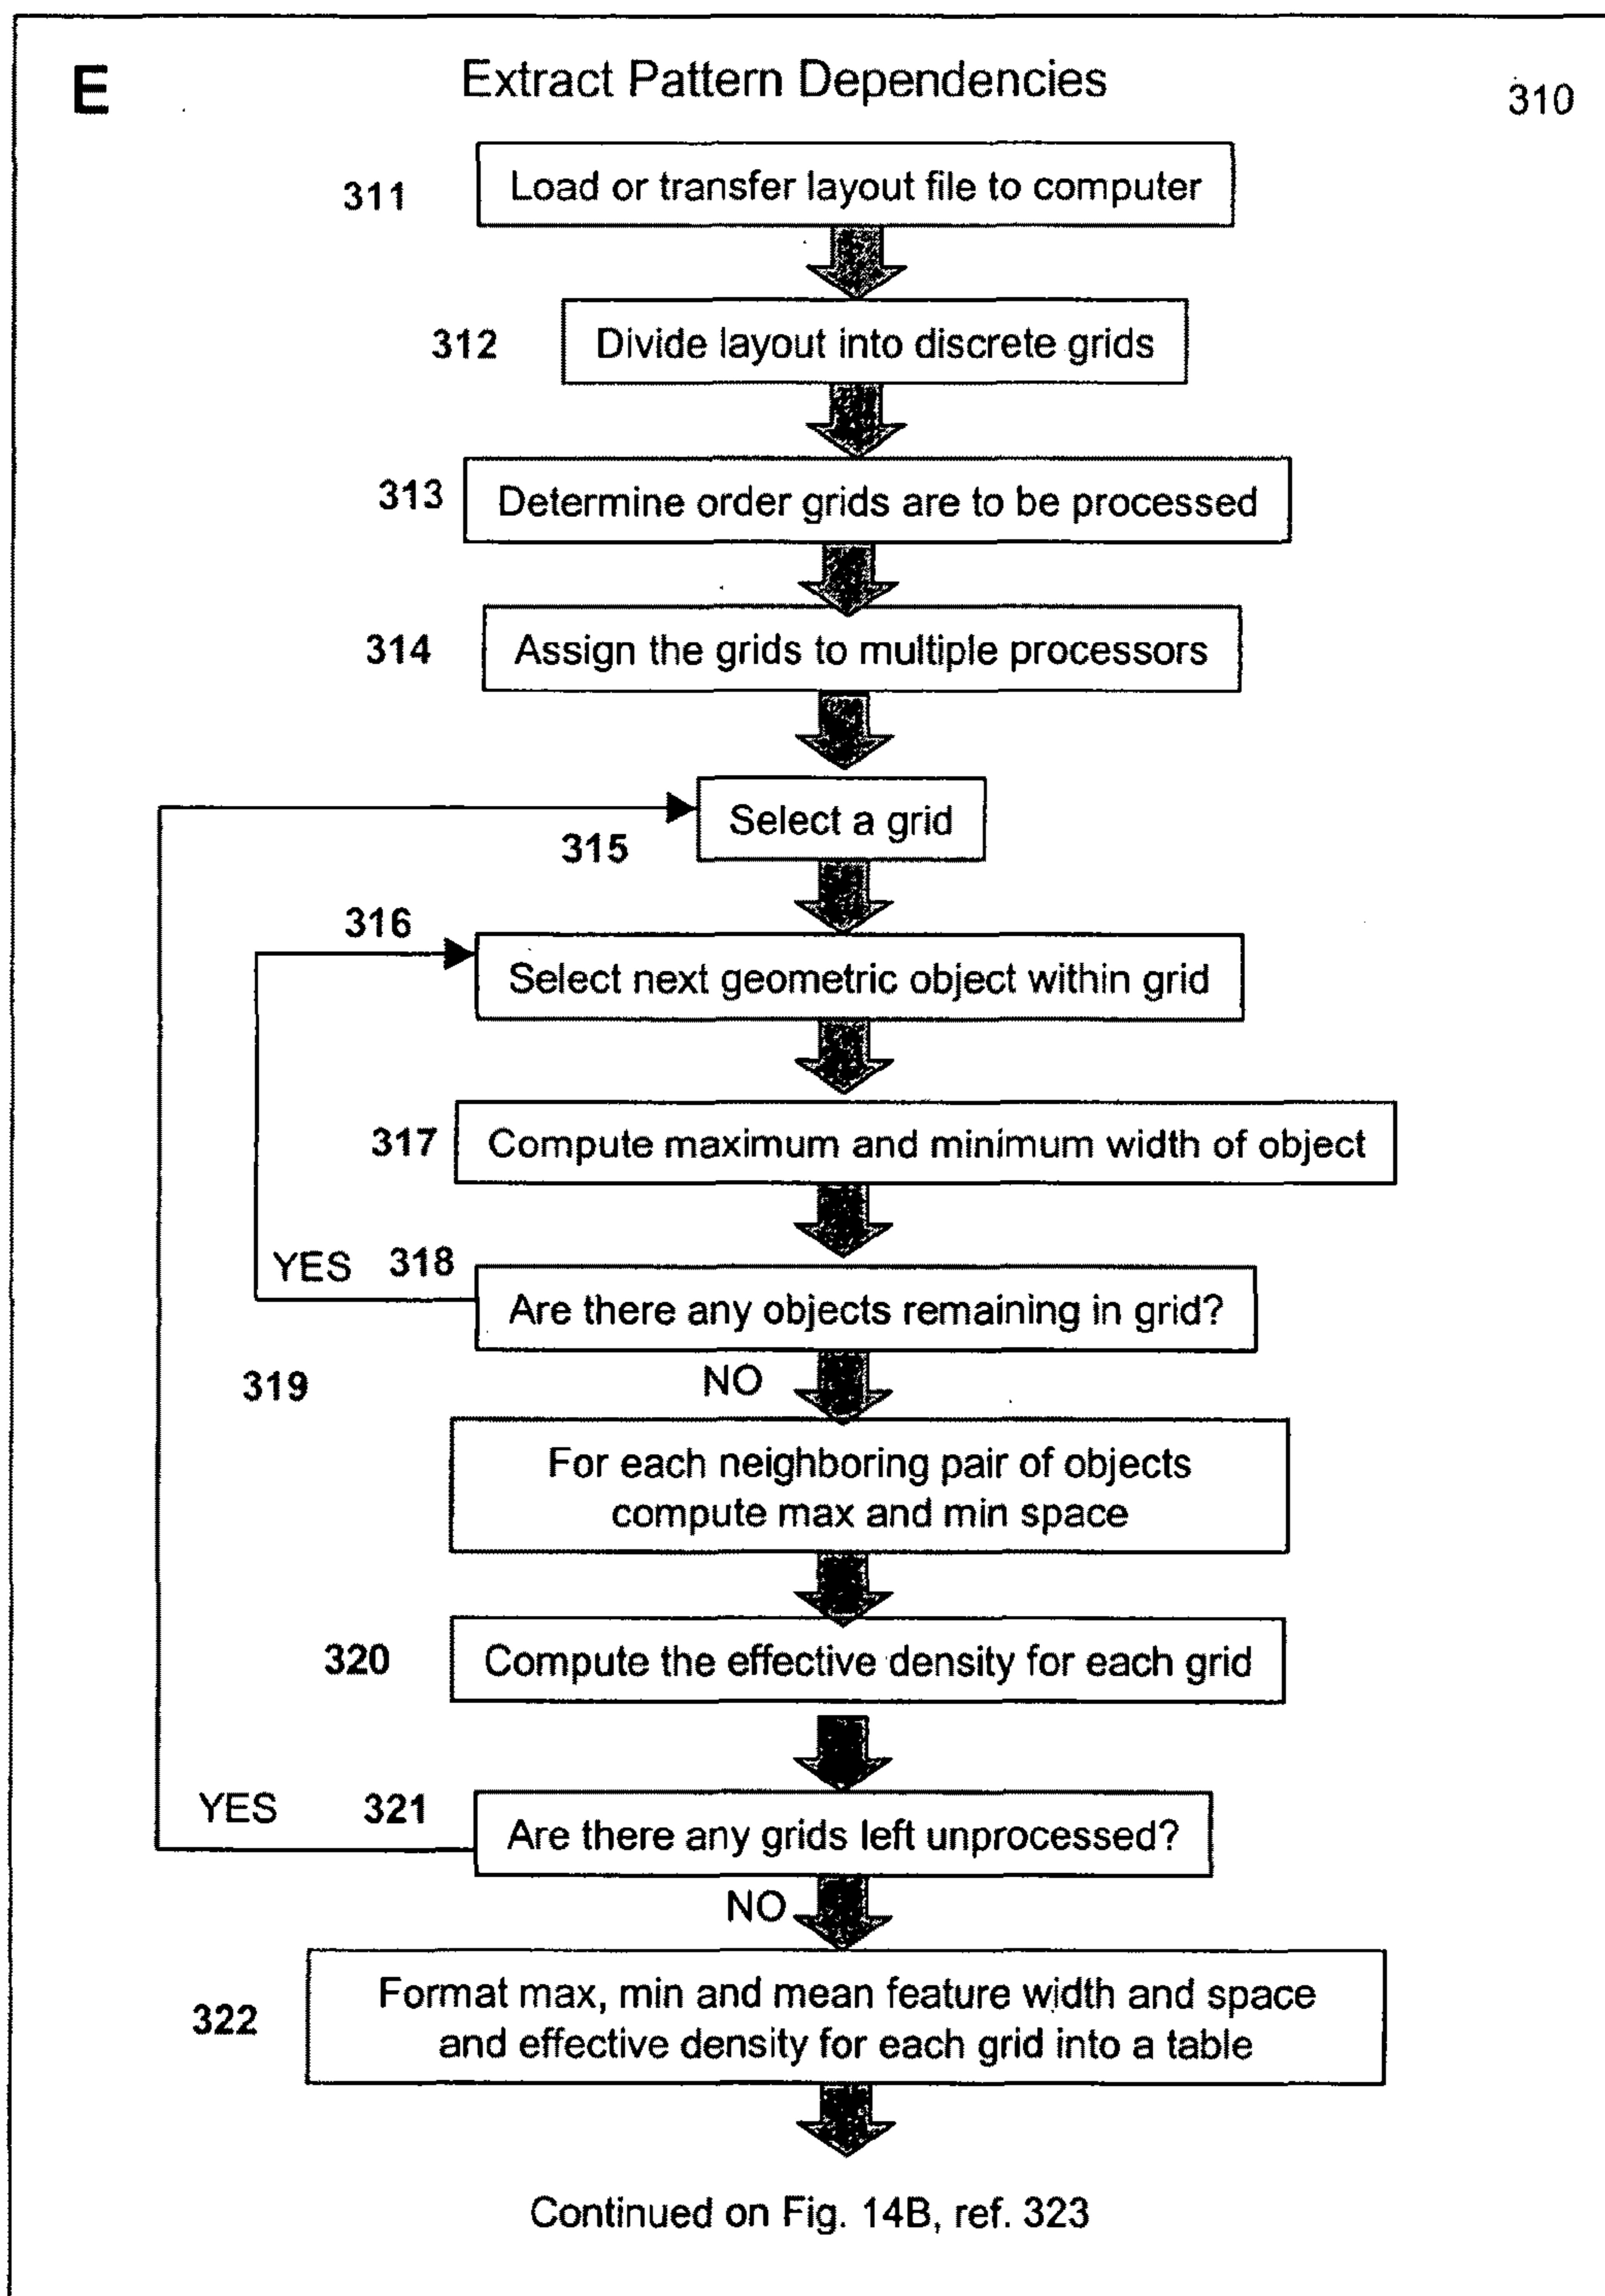 E
Extract Pattern Dependencies
310
311
Load or transfer layout file to computer
312
Divide layout into discrete grids
313
Determine order grids are to be processed
314
Assign the grids to multiple processors
Select a grid
315
316
Select next geometric object within grid
317
Compute maximum and minimum width of object
YES
318
Are there any objects remaining in grid?
319
NO
For each neighboring pair of objects
compute max and min space
320
Compute the effective density for each grid
YES
321
Are there any grids left unprocessed?
NO
322
Format max, min and mean feature width and space
and effective density for each grid into a table
Continued on Fig. 14B, ref. 323